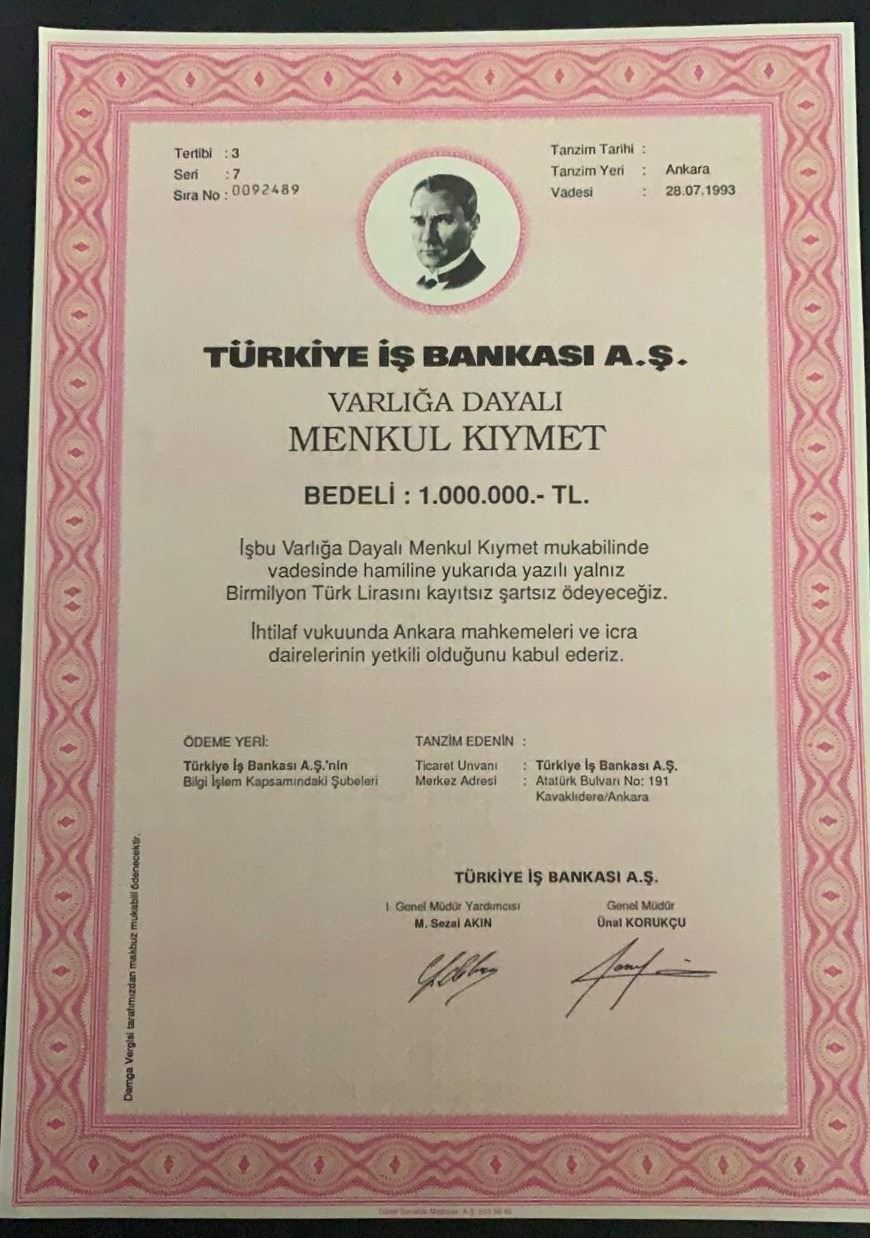 Tertibi : 3
Seri : 7
Sıra No : 0092489
Tanzim Tarihi :
Tanzim Yeri : Ankara
Vadesi : 28.07.1993
TÜRKİYE İŞ BANKASI A.Ş.
VARLIĞA DAYALI
MENKUL KIYMET
BEDELİ : 1.000.000.- TL.
İşbu Varlığa Dayalı Menkul Kıymet mukabilinde
vadesinde hamiline yukarıda yazılı yalnız
Birmilyon Türk Lirasını kayıtsız şartsız ödeyeceğiz.
İhtilaf vukuunda Ankara mahkemeleri ve icra
dairelerinin yetkili olduğunu kabul ederiz.
ÖDEME YERİ:
Türkiye İş Bankası A.Ş.'nin
Bilgi İşlem Kapsamındaki Şubeleri
TANZİM EDENİN :
Ticaret Unvanı : Türkiye İş Bankası A.Ş.
Merkez Adresi : Atatürk Bulvarı No: 191
Kavaklıdere/Ankara
TÜRKİYE İŞ BANKASI A.Ş.
I. Genel Müdür Yardımcısı
M. Sezai AKIN
Genel Müdür
Ünal KORUKÇU
Damga Vergisi tarafımızdan makbuz mukabili ödenecektir.